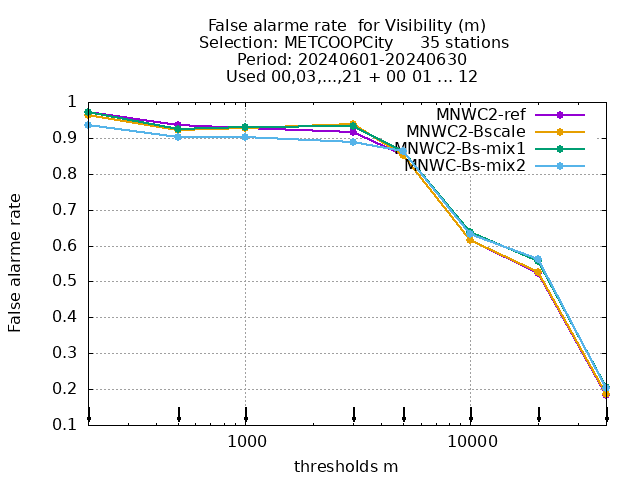 False alarme rate  for Visibility (m)
Selection: METCOOPCity     35 stations
Period: 20240601-20240630
Used 00,03,...,21 + 00 01 ... 12
MNWC2-ref
MNWC2-Bscale
MNWC2-Bs-mix1
MNWC-Bs-mix2
False alarme rate
1
0.9
0.8
0.7
0.6
0.5
0.4
0.3
0.2
0.1
1000
10000
thresholds m